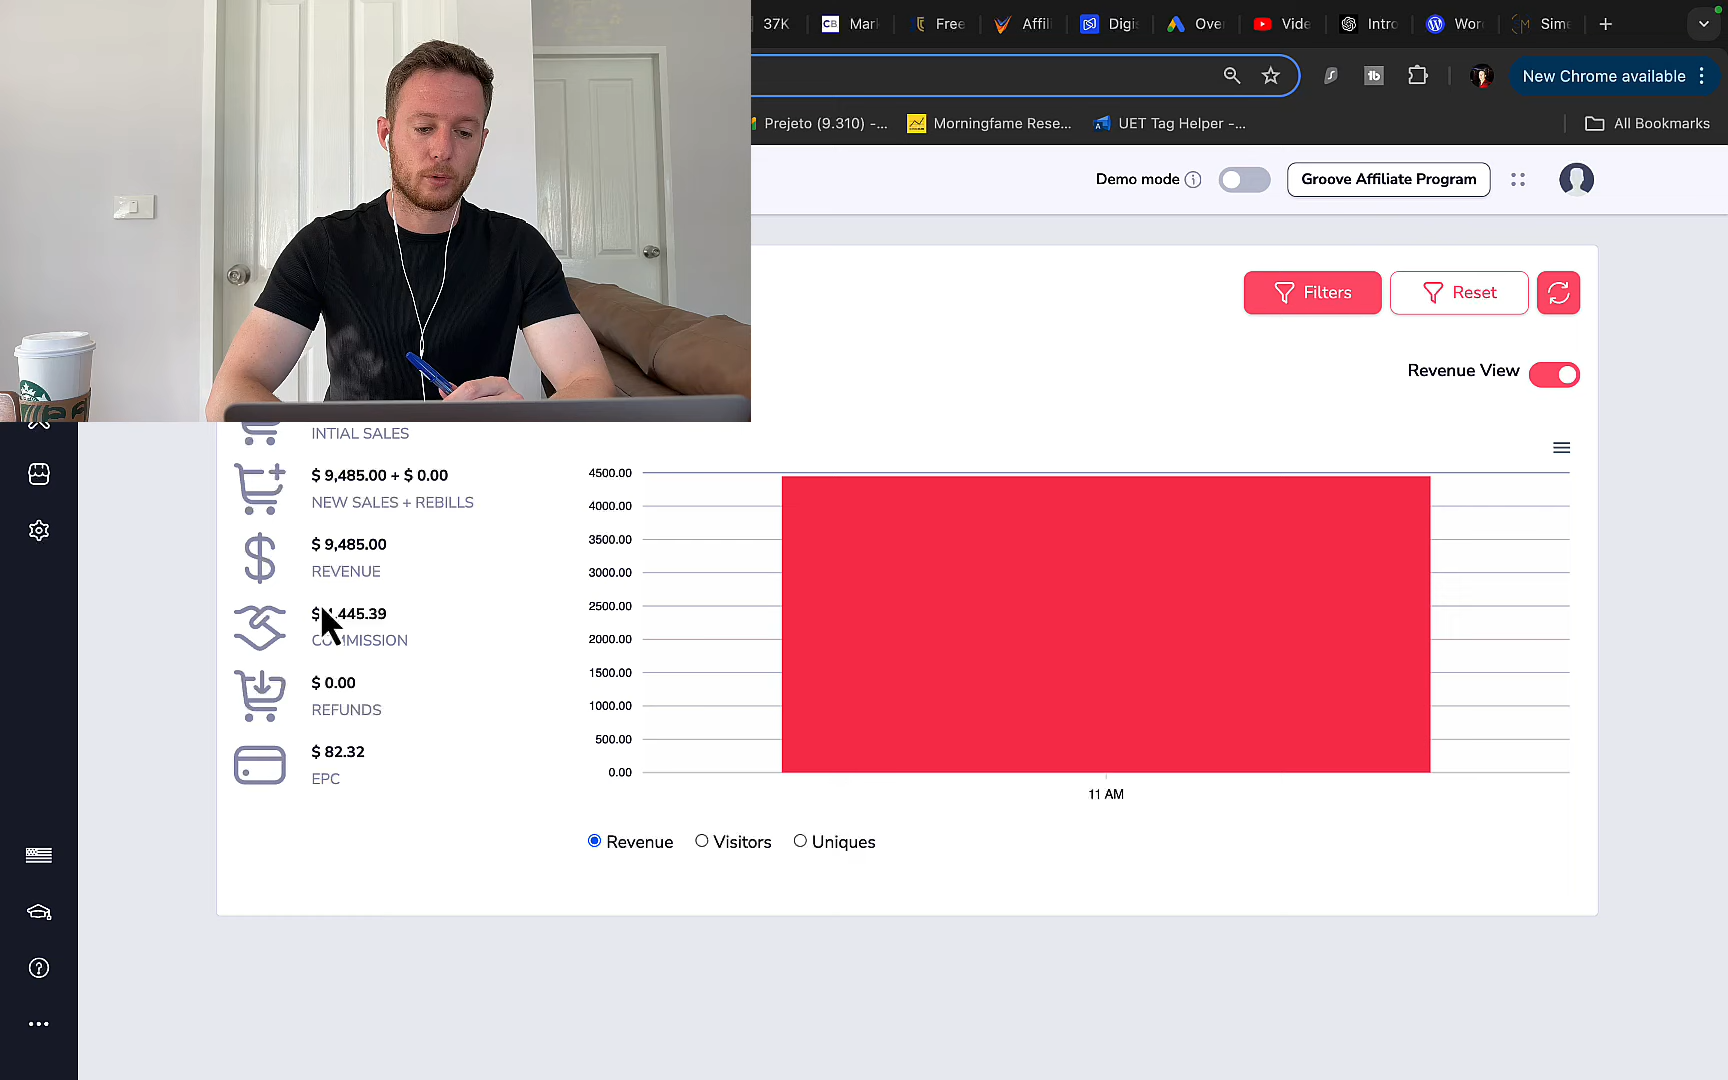 37K
CB Mar
Free
Affili
Digis
Over
Vide
Intro
Wor
Sim
New Chrome available
Prejeto (9.310) -...
Morningfame Rese...
UET Tag Helper -...
All Bookmarks
Demo mode
Groove Affiliate Program
Filters
Reset
Revenue View
INTIAL SALES
$ 9,485.00 + $ 0.00
NEW SALES + REBILLS
$ 9,485.00
REVENUE
445.39
COMMISSION
$ 0.00
REFUNDS
$ 82.32
EPC
4500.00
4000.00
3500.00
3000.00
2500.00
2000.00
1500.00
1000.00
500.00
0.00
11 AM
Revenue
Visitors
Uniques